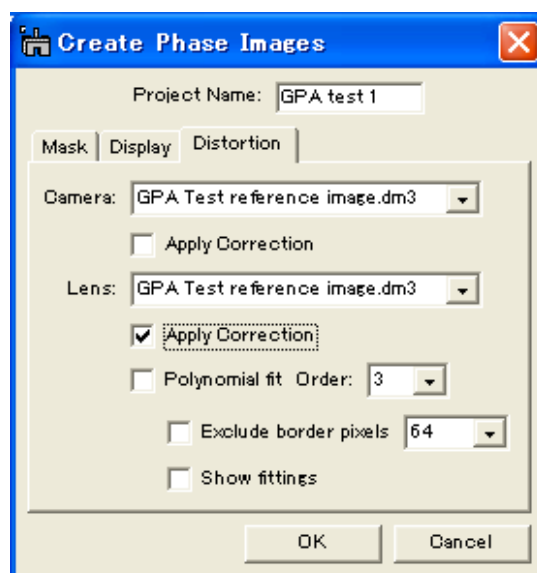 Create Phase Images
Project Name: GPA test 1
Mask Display Distortion
Camera: GPA Test reference image.dm3
Apply Correction
Lens: GPA Test reference image.dm3
Apply Correction
Polynomial fit Order: 3
Exclude border pixels 64
Show fittings
OK Cancel